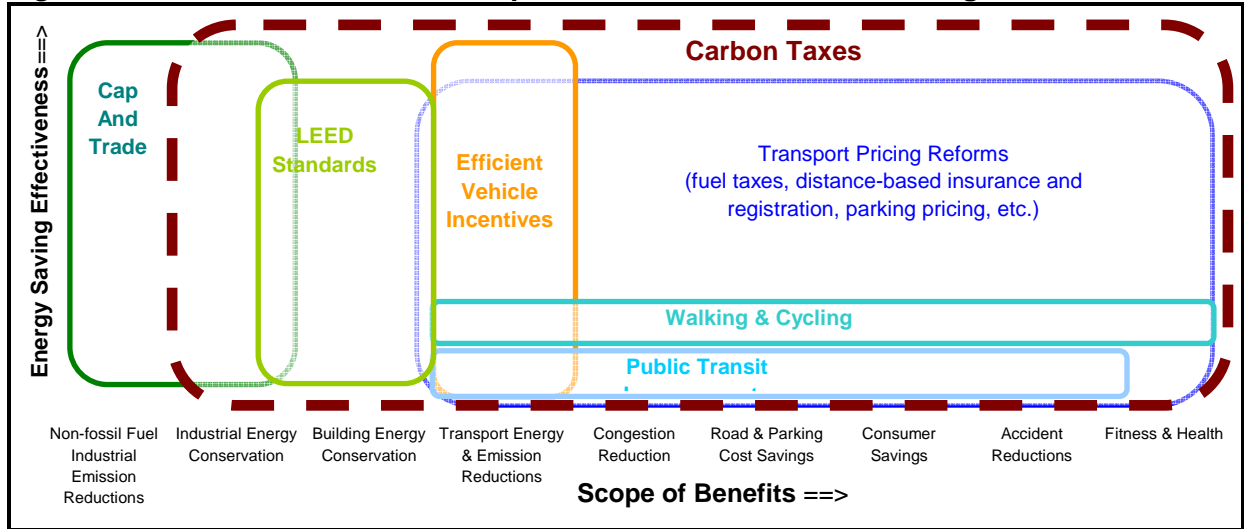 Carbon Taxes
Energy Saving Effectiveness==>
Cap
And
Trade
LEED
Standards
Efficient
Vehicle
Incentives
Transport Pricing Reforms
(fuel taxes, distance-based insurance and
registration, parking pricing, etc.)
Walking & Cycling
Public Transit
Non-fossil Fuel
Industrial
Emission
Reductions
Industrial Energy
Conservation
Building Energy
Conservation
Transport Energy
& Emission
Reductions
Congestion
Reduction
Road & Parking
Cost Savings
Consumer
Savings
Accident
Reductions
Fitness & Health
Scope of Benefits ==>